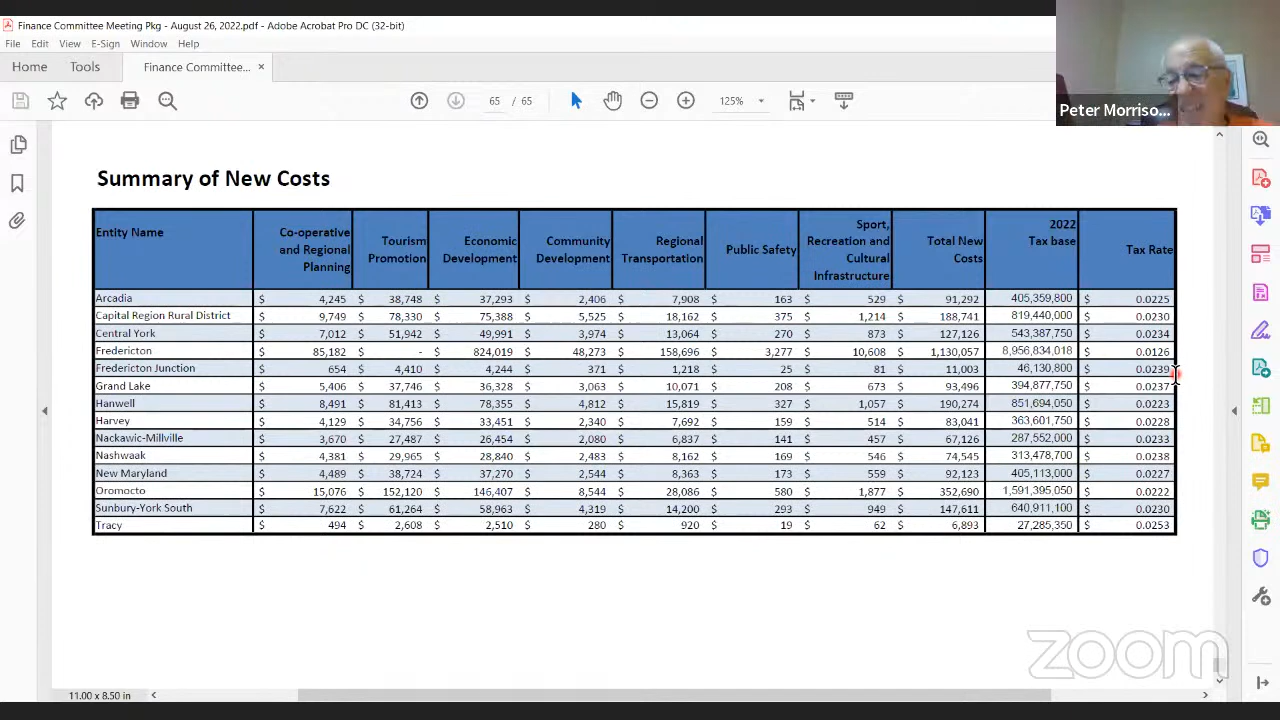 Finance Committee Meeting Pkg - August 26, 2022.pdf - Adobe Acrobat Pro DC (32-bit)
File Edit View E-Sign Window Help
Home Tools Finance Committee... ×
65 / 65 125%
Peter Morriso...
Summary of New Costs
Entity Name Co-operative and Regional Planning Tourism Promotion Economic Development Community Development Regional Transportation Public Safety Sport, Recreation and Cultural Infrastructure Total New Costs 2022 Tax base Tax Rate
Arcadia $ 4,245 $ 38,748 $ 37,293 $ 2,406 $ 7,908 $ 163 $ 529 $ 91,292 405,359,800 $ 0.0225
Capital Region Rural District $ 9,749 $ 78,330 $ 75,388 $ 5,525 $ 18,162 $ 375 $ 1,214 $ 188,741 819,440,000 $ 0.0230
Central York $ 7,012 $ 51,942 $ 49,991 $ 3,974 $ 13,064 $ 270 $ 873 $ 127,126 543,387,750 $ 0.0234
Fredericton $ 85,182 $ - $ 824,019 $ 48,273 $ 158,696 $ 3,277 $ 10,608 $ 1,130,057 8,956,834,018 $ 0.0126
Fredericton Junction $ 654 $ 4,410 $ 4,244 $ 371 $ 1,218 $ 25 $ 81 $ 11,003 46,130,800 $ 0.0239
Grand Lake $ 5,406 $ 37,746 $ 36,328 $ 3,063 $ 10,071 $ 208 $ 673 $ 93,496 394,877,750 $ 0.0237
Hanwell $ 8,491 $ 81,413 $ 78,355 $ 4,812 $ 15,819 $ 327 $ 1,057 $ 190,274 851,694,050 $ 0.0223
Harvey $ 4,129 $ 34,756 $ 33,451 $ 2,340 $ 7,692 $ 159 $ 514 $ 83,041 363,601,750 $ 0.0228
Nackawic-Millville $ 3,670 $ 27,487 $ 26,454 $ 2,080 $ 6,837 $ 141 $ 457 $ 67,126 287,552,000 $ 0.0233
Nashwaak $ 4,381 $ 29,965 $ 28,840 $ 2,483 $ 8,162 $ 169 $ 546 $ 74,545 313,478,700 $ 0.0238
New Maryland $ 4,489 $ 38,724 $ 37,270 $ 2,544 $ 8,363 $ 173 $ 559 $ 92,123 405,113,000 $ 0.0227
Oromocto $ 15,076 $ 152,120 $ 146,407 $ 8,544 $ 28,086 $ 580 $ 1,877 $ 352,690 1,591,395,050 $ 0.0222
Sunbury-York South $ 7,622 $ 61,264 $ 58,963 $ 4,319 $ 14,200 $ 293 $ 949 $ 147,611 640,911,100 $ 0.0230
Tracy $ 494 $ 2,608 $ 2,510 $ 280 $ 920 $ 19 $ 62 $ 6,893 27,285,350 $ 0.0253
zoom
11.00 x 8.50 in